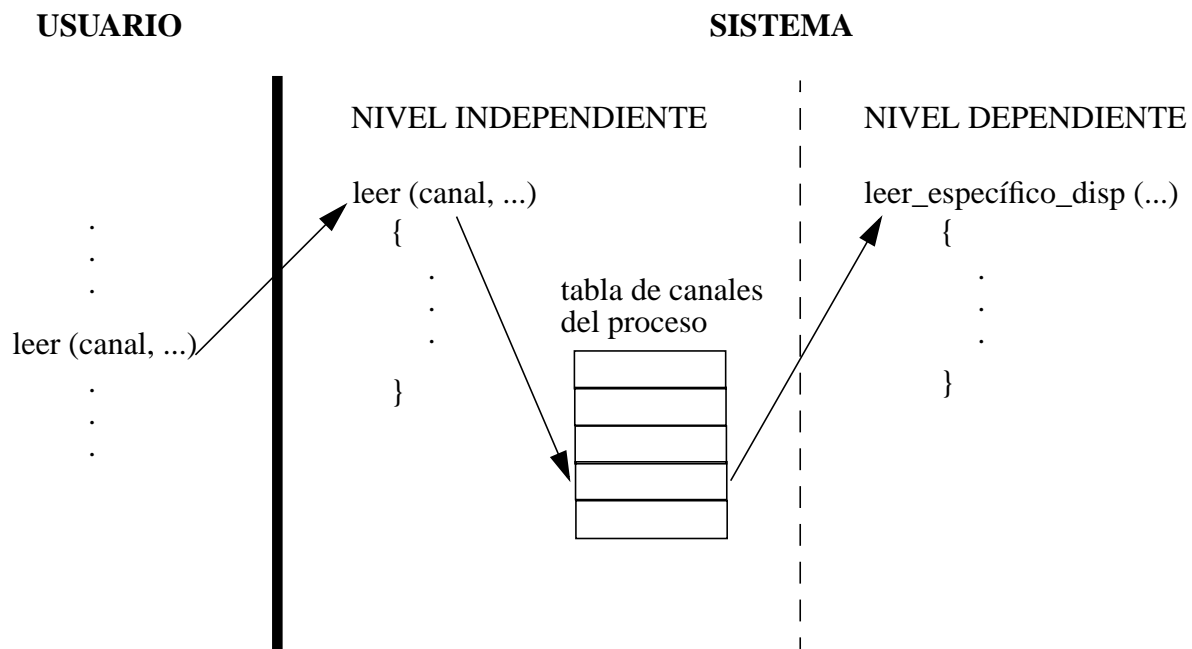 USUARIO
SISTEMA
NIVEL INDEPENDIENTE
NIVEL DEPENDIENTE
leer (canal, ...)
leer_específico_disp (...)
.
{
{
.
.
.
.
.
tabla de canales
.
.
del proceso
leer (canal, ...)
.
.
.
}
}
.
.